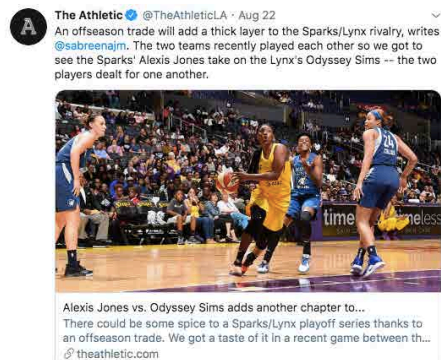 The Athletic @TheAthleticLA · Aug 22
An offseason trade will add a thick layer to the Sparks/Lynx rivalry, writes
@sabreenajm. The two teams recently played each other so we got to
see the Sparks' Alexis Jones take on the Lynx's Odyssey Sims -- the two
players dealt for one another.
24
time
meless
Alexis Jones vs. Odyssey Sims adds another chapter to...
There could be some spice to a Sparks/Lynx playoff series thanks to
an offseason trade. We got a taste of it in a recent game between th...
theathletic.com